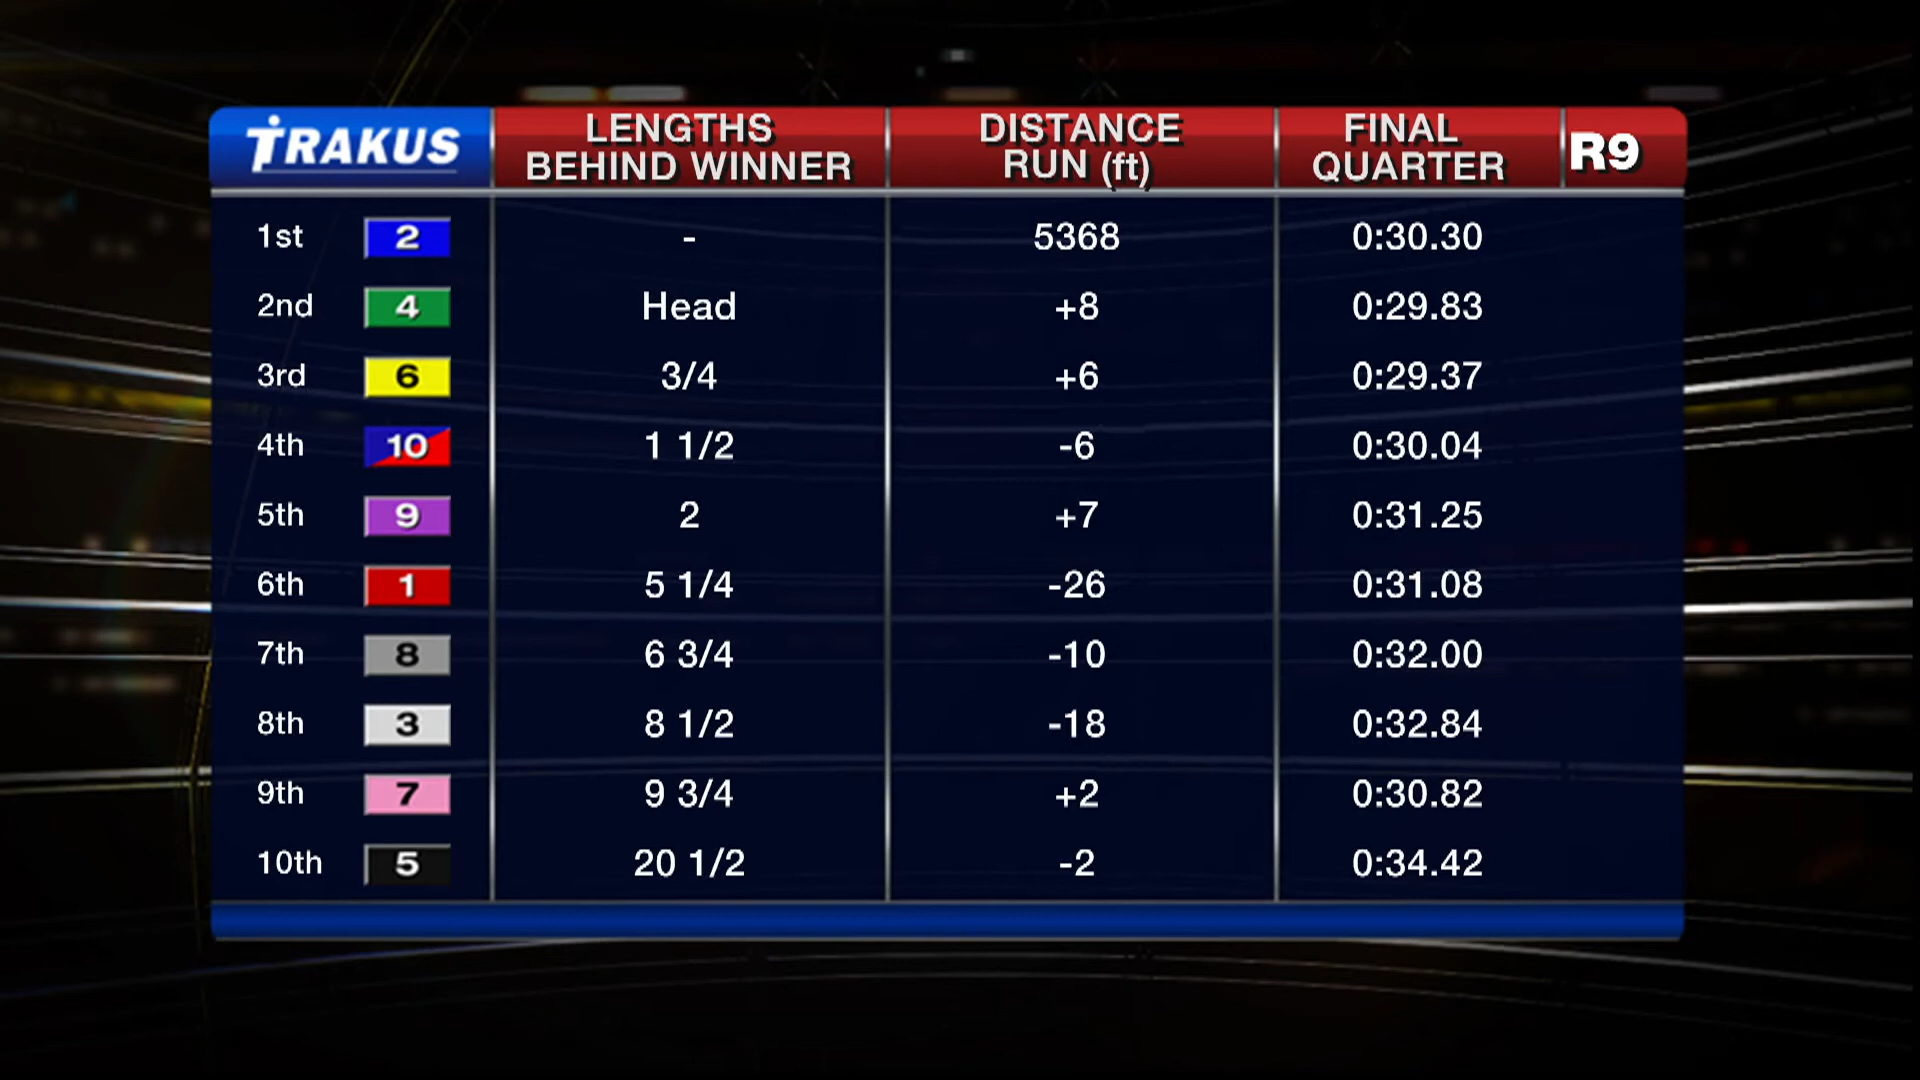 TRAKUS LENGTHS BEHIND WINNER DISTANCE RUN (ft) FINAL QUARTER R9
1st 2 - 5368 0:30.30
2nd 4 Head +8 0:29.83
3rd 6 3/4 +6 0:29.37
4th 10 1 1/2 -6 0:30.04
5th 9 2 +7 0:31.25
6th 1 5 1/4 -26 0:31.08
7th 8 6 3/4 -10 0:32.00
8th 3 8 1/2 -18 0:32.84
9th 7 9 3/4 +2 0:30.82
10th 5 20 1/2 -2 0:34.42